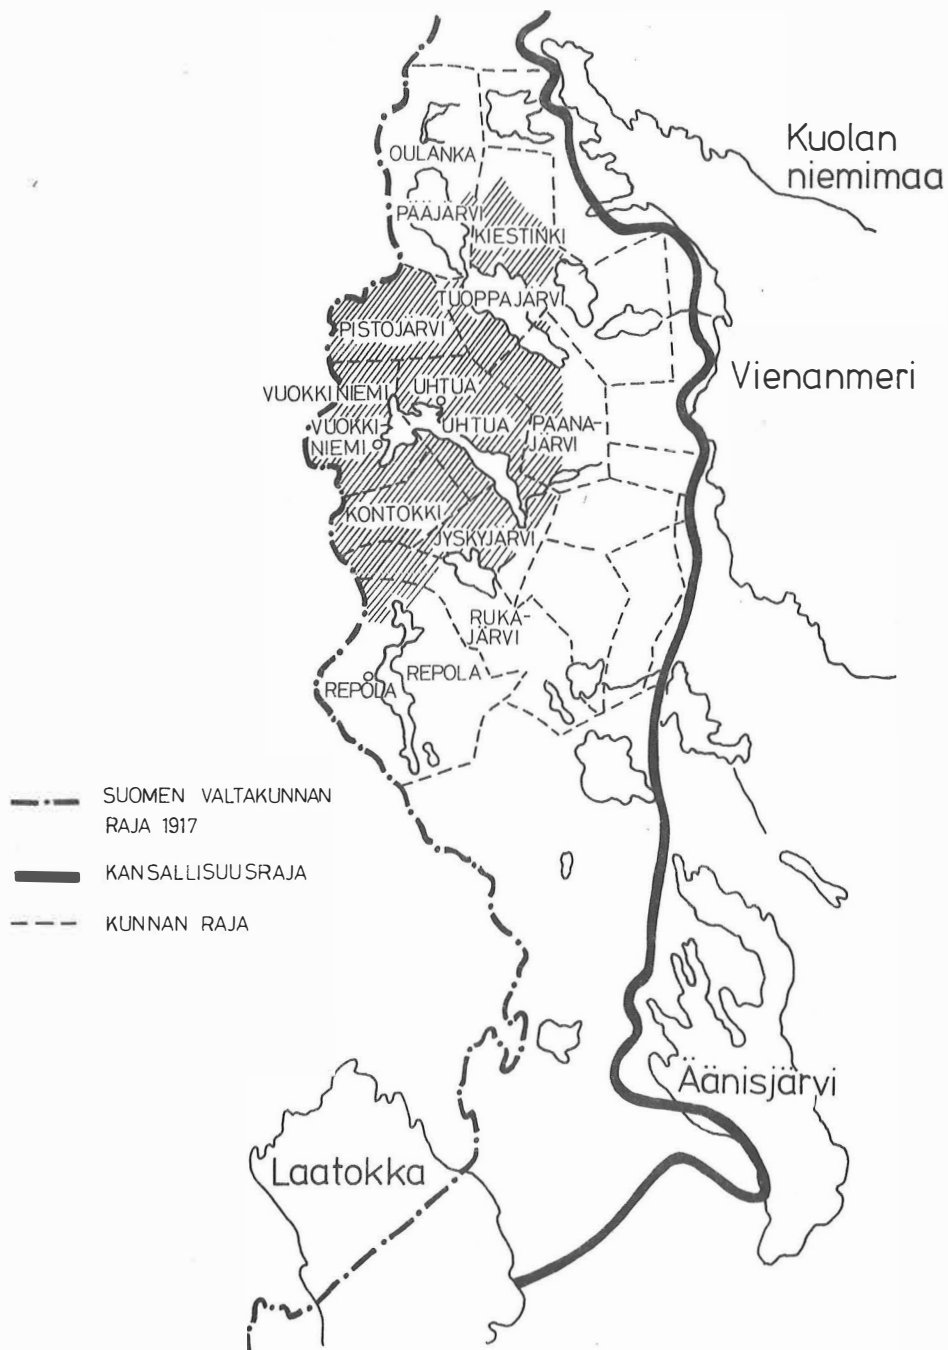 Kuolan
niemimaa
OULANKA
PÄÄJÄRVI
KIESTINKI
TUOPPAJÄRVI
PISTOJÄRVI
Vienanmeri
VUOKKINIEMI
UHTUA
VUOKKI-
NIEMI
UHTUA
PÄÄNA-
JÄRVI
KONTOKKI
JYSKYJÄRVI
RUKA-
JÄRVI
REPOLA
REPOLA
SUOMEN VALTAKUNNAN
RAJA 1917
KANSALLISUUSRAJA
KUNNAN RAJA
Äänisjärvi
Laatokka